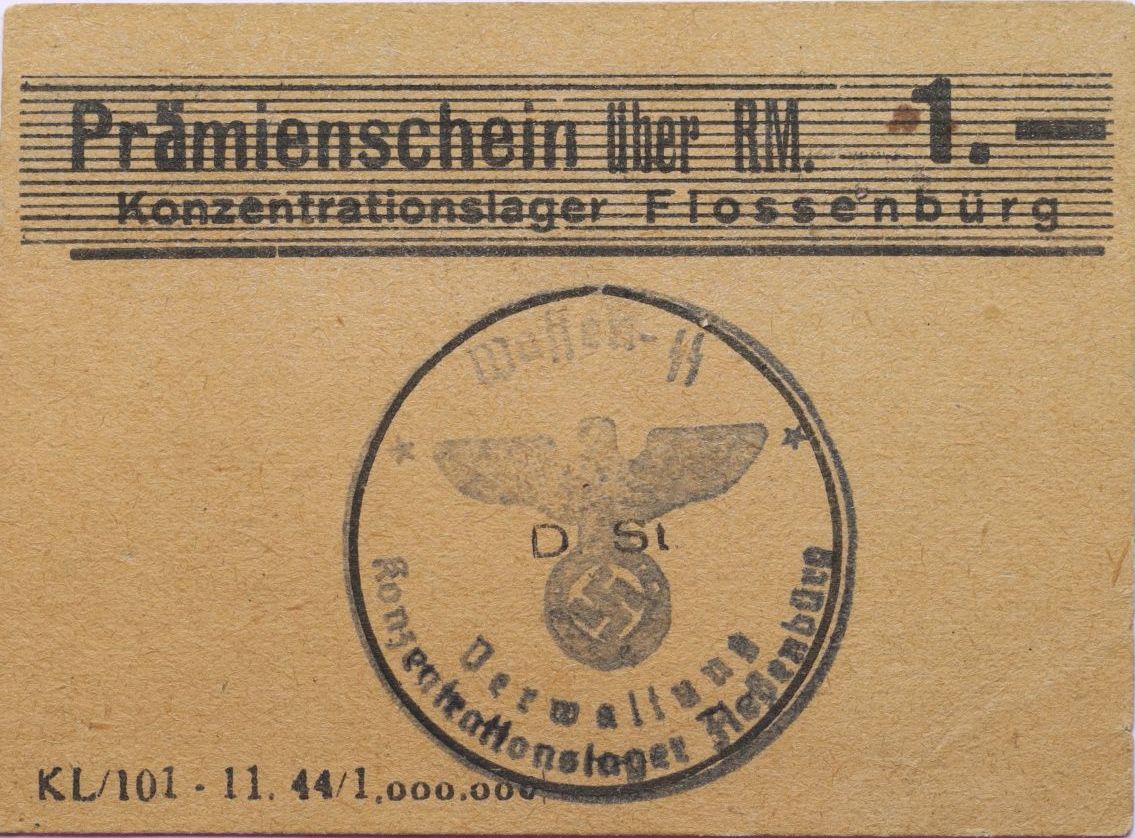 Prämienschein über RM. 1.—
Konzentrationslager Flossenbürg
Waffen-SS
D. St.
Verwaltung
Konzentrationslager Floßenbürg
KL/101 - 11. 44/1.000.000